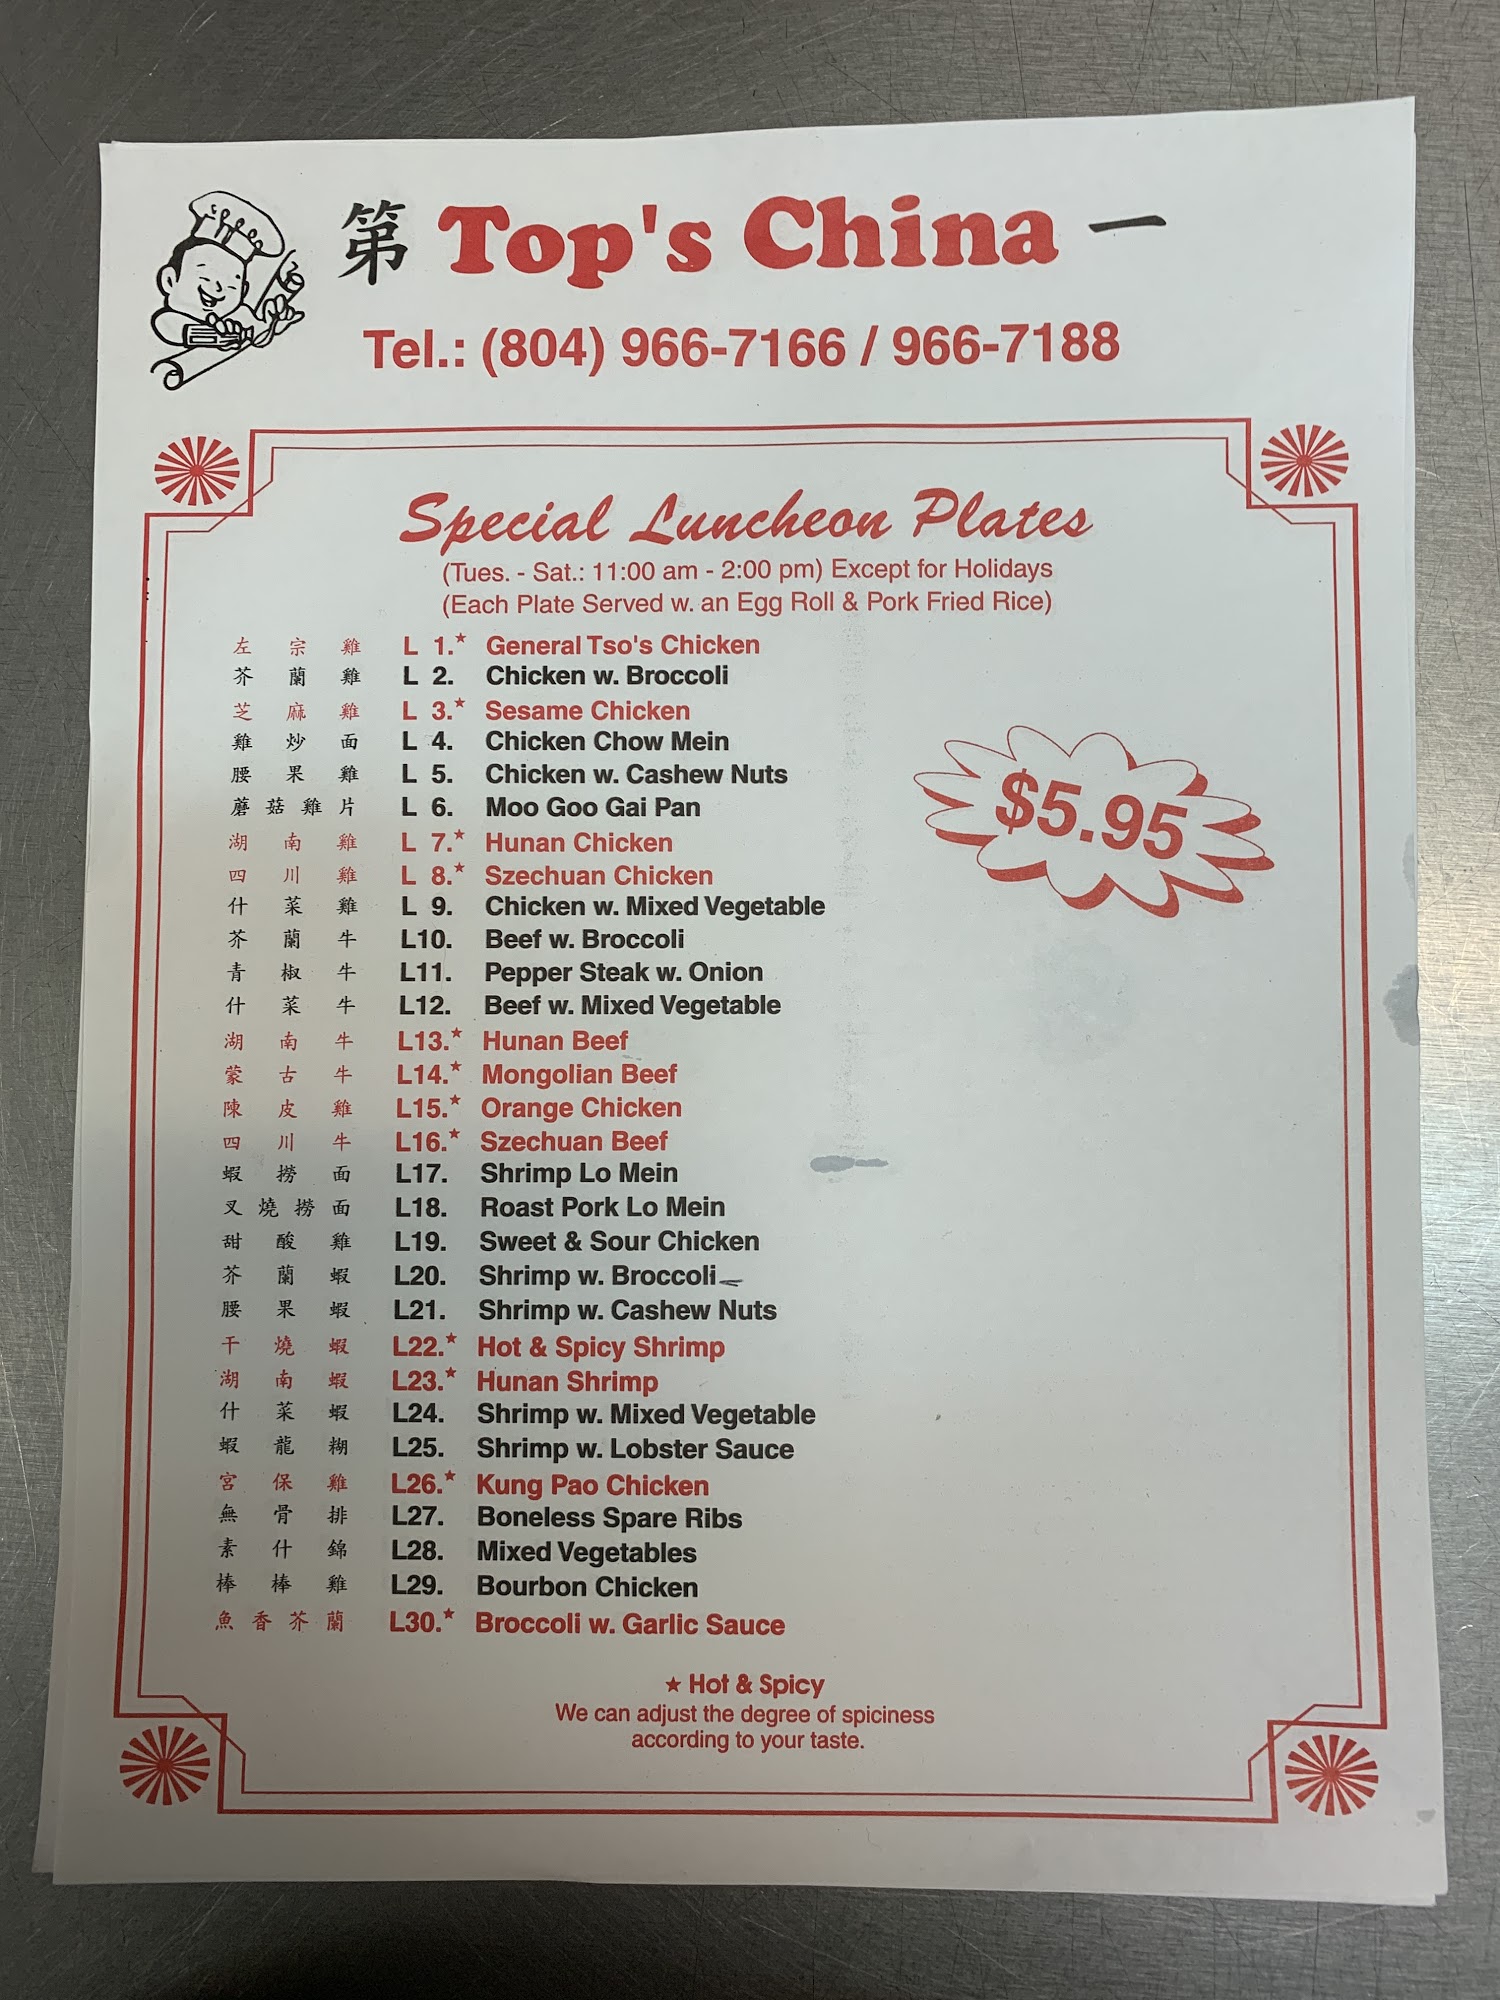 第 Top's China 一
Tel.: (804) 966-7166 / 966-7188
Special Luncheon Plates
(Tues. - Sat.: 11:00 am - 2:00 pm) Except for Holidays
(Each Plate Served w. an Egg Roll & Pork Fried Rice)
左宗雞 L 1.★ General Tso's Chicken
芥蘭雞 L 2. Chicken w. Broccoli
芝麻雞 L 3.★ Sesame Chicken
雞炒面 L 4. Chicken Chow Mein
腰果雞 L 5. Chicken w. Cashew Nuts
蘑菇雞片 L 6. Moo Goo Gai Pan
湖南雞 L 7.★ Hunan Chicken
四川雞 L 8.★ Szechuan Chicken
什菜雞 L 9. Chicken w. Mixed Vegetable
芥蘭牛 L10. Beef w. Broccoli
青椒牛 L11. Pepper Steak w. Onion
什菜牛 L12. Beef w. Mixed Vegetable
湖南牛 L13.★ Hunan Beef
蒙古牛 L14.★ Mongolian Beef
陳皮雞 L15.★ Orange Chicken
四川牛 L16.★ Szechuan Beef
蝦撈面 L17. Shrimp Lo Mein
叉燒撈面 L18. Roast Pork Lo Mein
甜酸雞 L19. Sweet & Sour Chicken
芥蘭蝦 L20. Shrimp w. Broccoli
腰果蝦 L21. Shrimp w. Cashew Nuts
干燒蝦 L22.★ Hot & Spicy Shrimp
湖南蝦 L23.★ Hunan Shrimp
什菜蝦 L24. Shrimp w. Mixed Vegetable
蝦龍糊 L25. Shrimp w. Lobster Sauce
宮保雞 L26.★ Kung Pao Chicken
無骨排 L27. Boneless Spare Ribs
素什錦 L28. Mixed Vegetables
棒棒雞 L29. Bourbon Chicken
魚香芥蘭 L30.★ Broccoli w. Garlic Sauce
$5.95
★ Hot & Spicy
We can adjust the degree of spiciness
according to your taste.